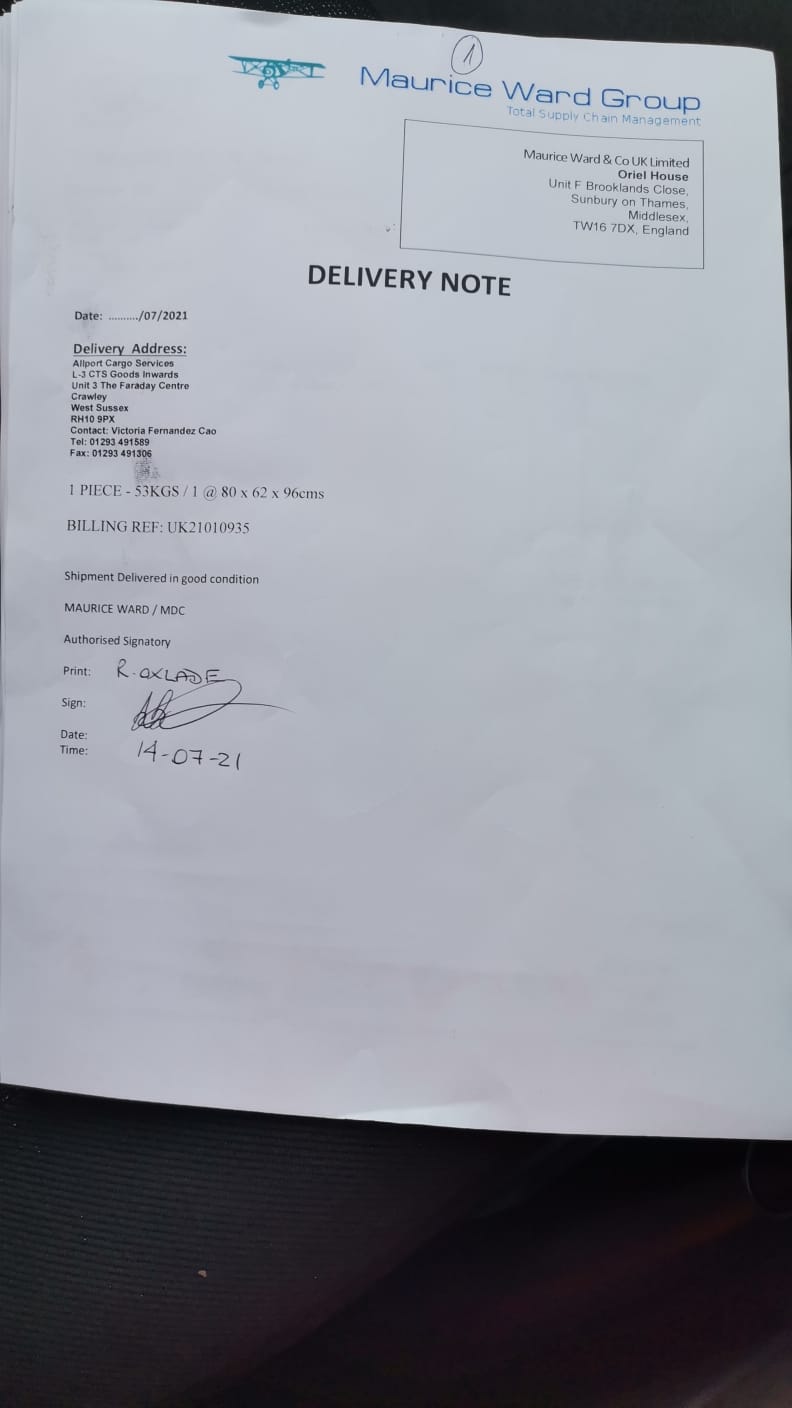 1
Maurice Ward Group
Total Supply Chain Management
Maurice Ward & Co UK Limited
Oriel House
Unit F Brooklands Close,
Sunbury on Thames,
Middlesex,
TW16 7DX, England
DELIVERY NOTE
Date: ........../07/2021
Delivery Address:
Allport Cargo Services
L-3 CTS Goods Inwards
Unit 3 The Faraday Centre
Crawley
West Sussex
RH10 9PX
Contact: Victoria Fernandez Cao
Tel: 01293 491589
Fax: 01293 491306
1 PIECE - 53KGS / 1 @ 80 x 62 x 96cms
BILLING REF: UK21010935
Shipment Delivered in good condition
MAURICE WARD / MDC
Authorised Signatory
Print: R. OXLADE
Sign:
Date:
Time: 14-07-21